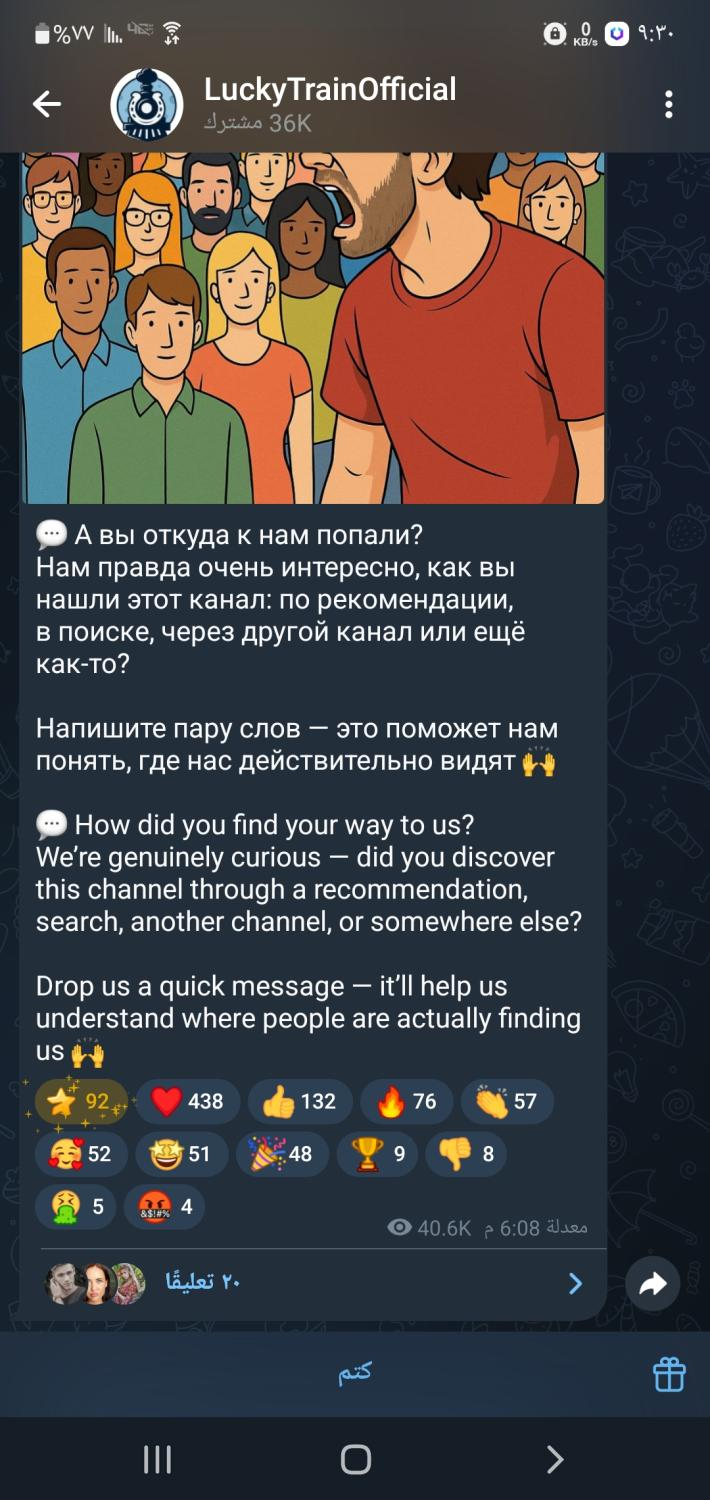 %٧٧
0
KB/s
٩:٣٠
LuckyTrainOfficial
36K مشترك
💬 А вы откуда к нам попали?
Нам правда очень интересно, как вы
нашли этот канал: по рекомендации,
в поиске, через другой канал или ещё
как-то?
Напишите пару слов — это поможет нам
понять, где нас действительно видят 🙌
💬 How did you find your way to us?
We’re genuinely curious — did you discover
this channel through a recommendation,
search, another channel, or somewhere else?
Drop us a quick message — it’ll help us
understand where people are actually finding
us 🙌
⭐ 92 ❤️ 438 👍 132 🔥 76 👏 57
🥰 52 🤩 51 🎉 48 🏆 9 👎 8
🤮 5 🤬 4
40.6K معدلة 6:08 م
٢٠ تعليقًا
كتم